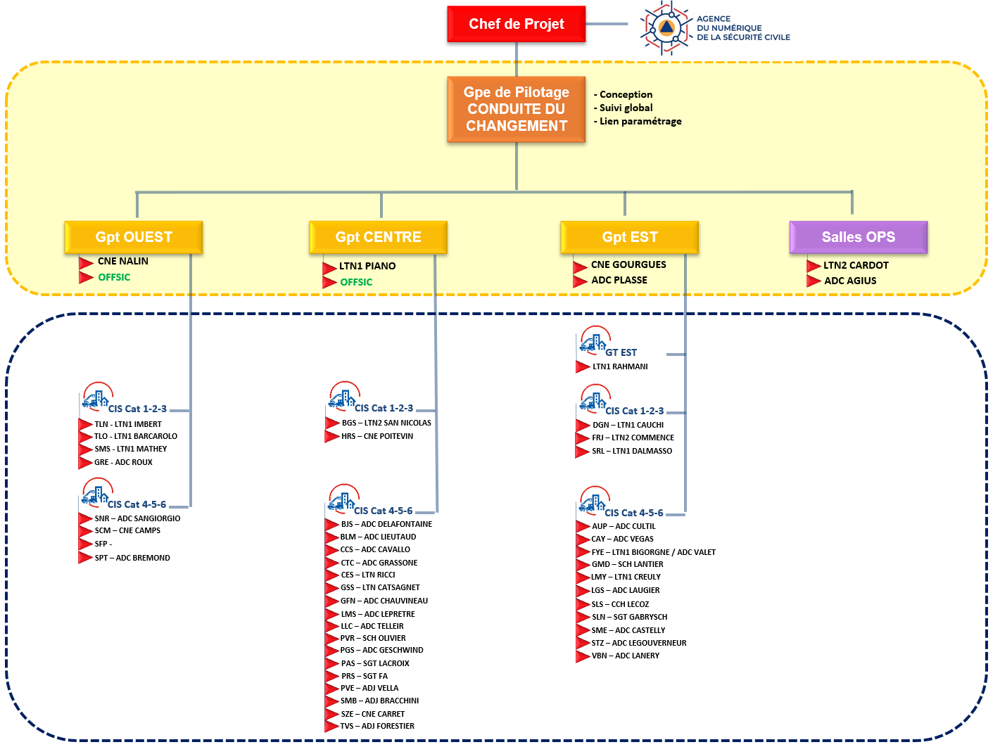 Chef de Projet
AGENCE
DU NUMÉRIQUE
DE LA SÉCURITÉ CIVILE
Gpe de Pilotage
CONDUITE DU
CHANGEMENT
- Conception
- Suivi global
- Lien paramétrage
Gpt OUEST
CNE NALIN
OFFSIC
Gpt CENTRE
LTN1 PIANO
OFFSIC
Gpt EST
CNE GOURGUES
ADC PLASSE
Salles OPS
LTN2 CARDOT
ADC AGIUS
CIS Cat 1-2-3
TLN - LTN1 IMBERT
TLO - LTN1 BARCAROLO
SMS - LTN1 MATHEY
GRE - ADC ROUX
CIS Cat 4-5-6
SNR – ADC SANGIORGIO
SCM – CNE CAMPS
SFP -
SPT – ADC BREMOND
CIS Cat 1-2-3
BGS – LTN2 SAN NICOLAS
HRS – CNE POITEVIN
CIS Cat 4-5-6
BJS – ADC DELAFONTAINE
BLM – ADC LIEUTAUD
CCS – ADC CAVALLO
CTC – ADC GRASSONE
CES – LTN RICCI
GSS – LTN CATSAGNET
GFN – ADC CHAUVINEAU
LMS – ADC LEPRETRE
LLC – ADC TELLEIR
PVR – SCH OLIVIER
PGS – ADC GESCHWIND
PAS – SGT LACROIX
PRS – SGT FA
PVE – ADJ VELLA
SMB – ADJ BRACCHINI
SZE – CNE CARRET
TVS – ADJ FORESTIER
GT EST
LTN1 RAHMANI
CIS Cat 1-2-3
DGN – LTN1 CAUCHI
FRJ – LTN2 COMMENCE
SRL – LTN1 DALMASSO
CIS Cat 4-5-6
AUP – ADC CULTIL
CAY – ADC VEGAS
FYE – LTN1 BIGORGNE / ADC VALET
GMD – SCH LANTIER
LMY – LTN1 CREULY
LGS – ADC LAUGIER
SLS – CCH LECOZ
SLN – SGT GABRYSCH
SME – ADC CASTELLY
STZ – ADC LEGOUVERNEUR
VBN – ADC LANERY